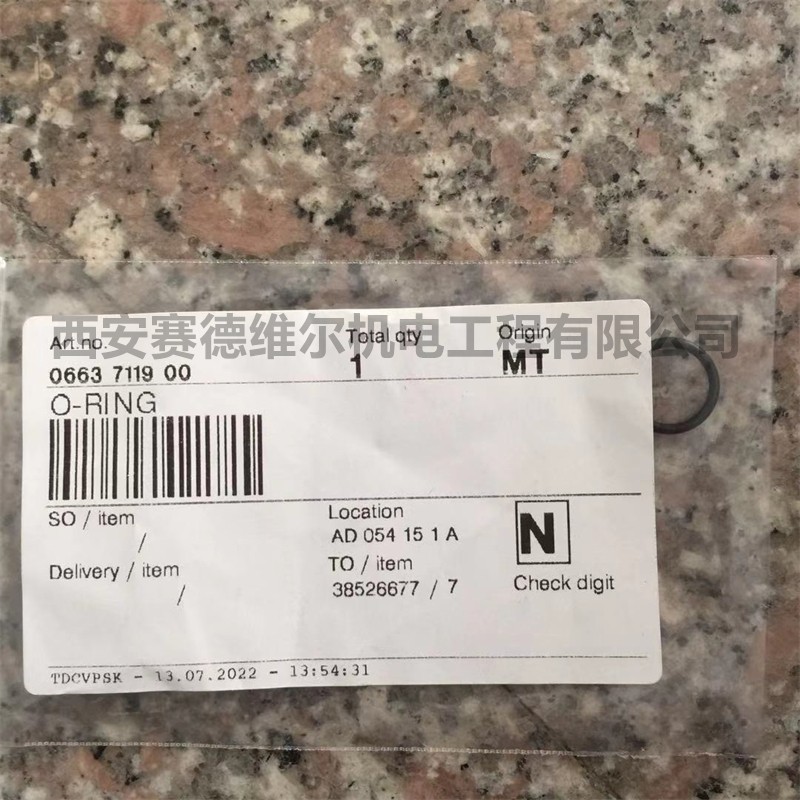 西安赛德维尔机电工程有限公司
Art.no. Total qty Origin
0663 7119 00 1 MT
O-RING
SO / item Location
/ AD 054 15 1 A N
Delivery / item TO / item
/ 38526677 / 7 Check digit
TDCVPSK - 13.07.2022 - 13:54:31